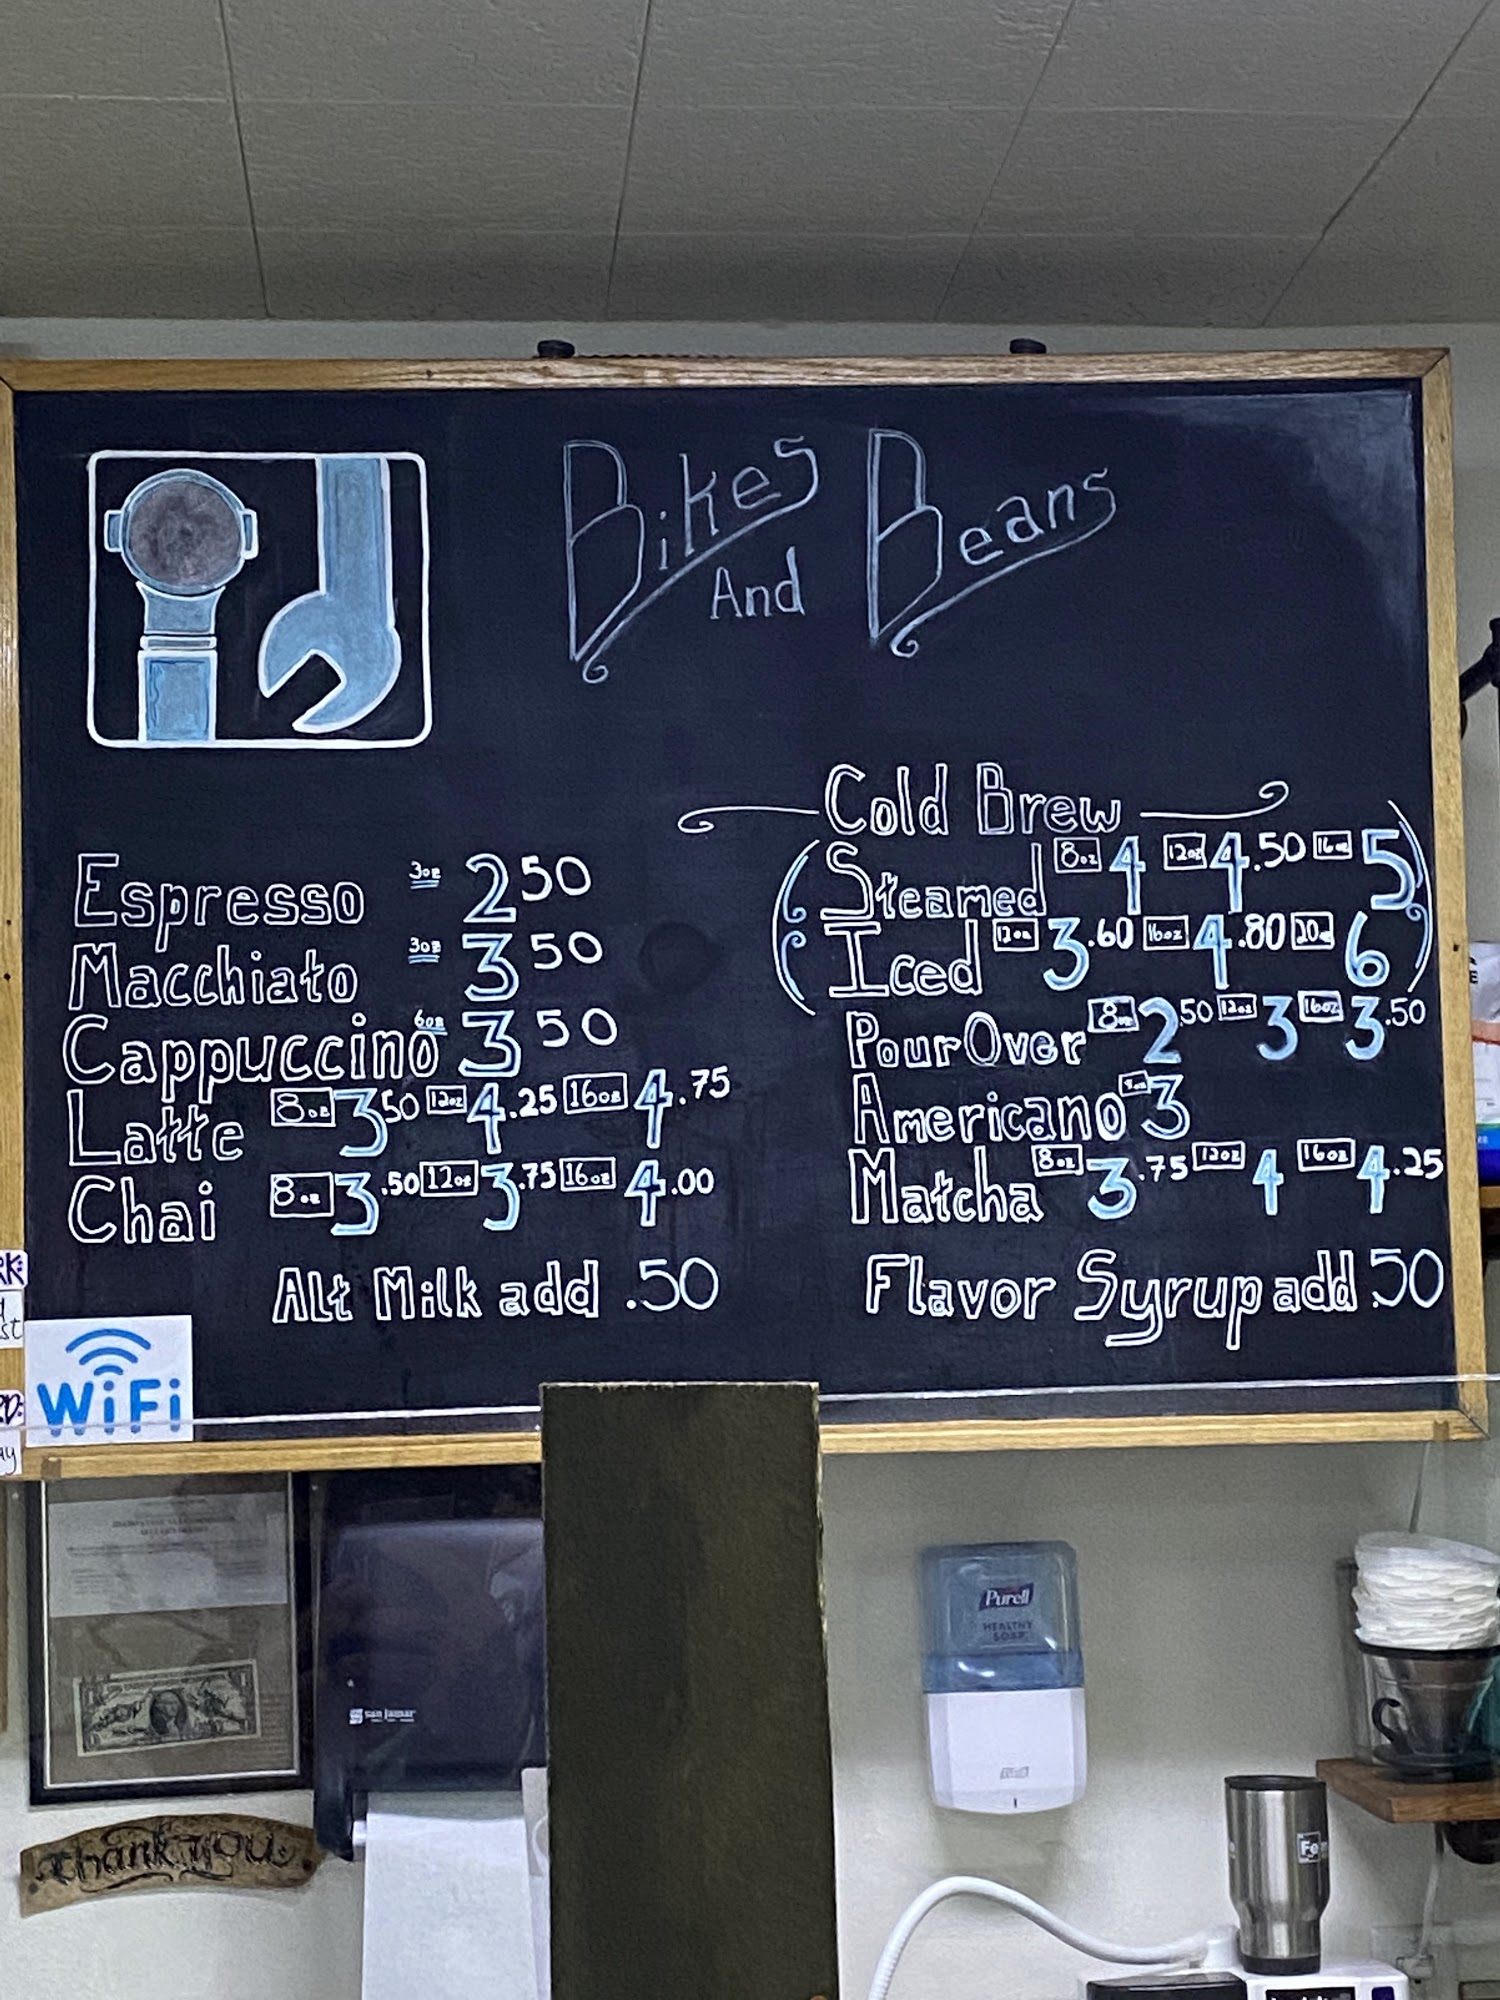 Bikes
And
Beans
Espresso 3oz 2 50
Macchiato 3oz 3 50
Cappuccino 6oz 3 50
Latte 8oz 3 50 12oz 4.25 16oz 4.75
Chai 8oz 3.50 12oz 3.75 16oz 4.00
Alt Milk add .50
Cold Brew
Steamed 8oz 4 12oz 4.50 16oz 5
Iced 12oz 3.60 16oz 4.80 20oz 6
PourOver 8oz 2.50 12oz 3 16oz 3.50
Americano 3
Matcha 8oz 3.75 12oz 4 16oz 4.25
Flavor Syrup add .50
WiFi
san jamar
Thank you
Purell
HEALTHY
SOAP